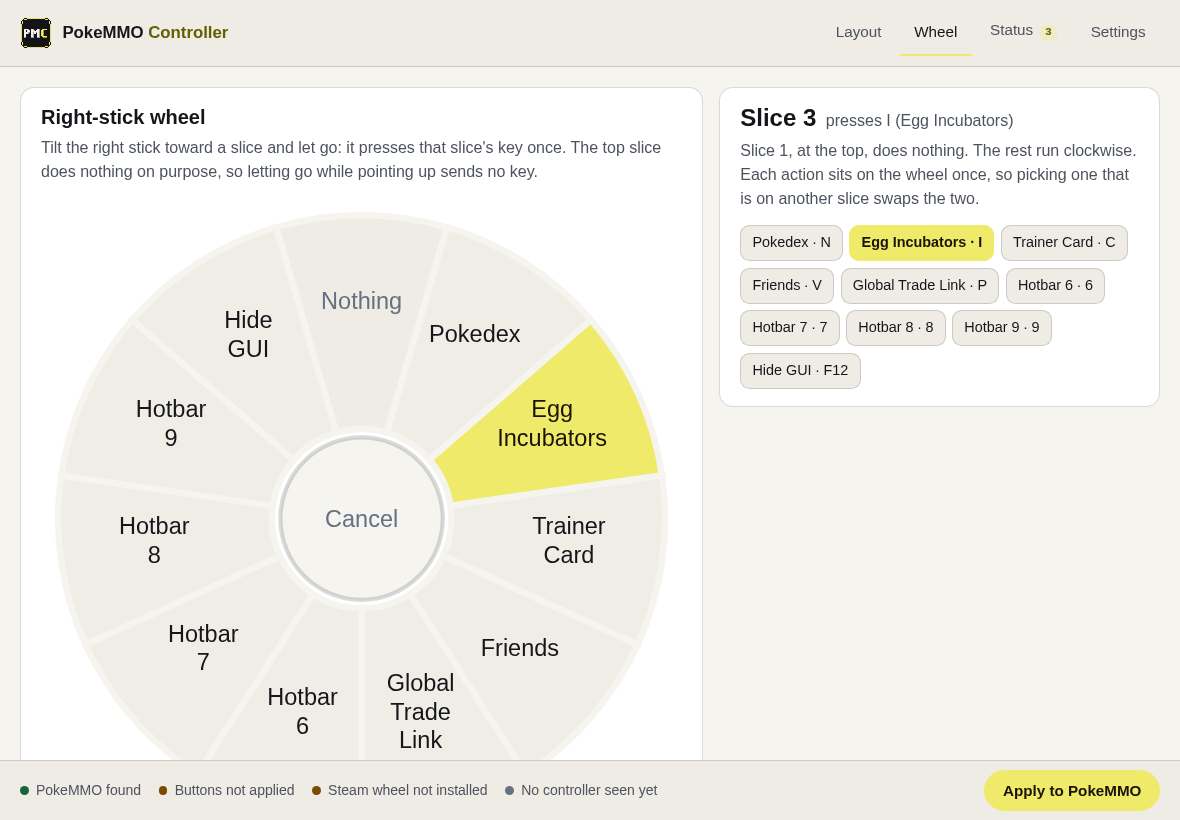 PMC PokeMMO Controller
Layout Wheel Status 3 Settings
Right-stick wheel
Tilt the right stick toward a slice and let go: it presses that slice's key once. The top slice
does nothing on purpose, so letting go while pointing up sends no key.
Nothing
Pokedex
Egg
Incubators
Trainer
Card
Friends
Global
Trade
Link
Hotbar
6
Hotbar
7
Hotbar
8
Hotbar
9
Hide
GUI
Cancel
Slice 3 presses I (Egg Incubators)
Slice 1, at the top, does nothing. The rest run clockwise.
Each action sits on the wheel once, so picking one that
is on another slice swaps the two.
Pokedex · N Egg Incubators · I Trainer Card · C
Friends · V Global Trade Link · P Hotbar 6 · 6
Hotbar 7 · 7 Hotbar 8 · 8 Hotbar 9 · 9
Hide GUI · F12
PokeMMO found Buttons not applied Steam wheel not installed No controller seen yet Apply to PokeMMO